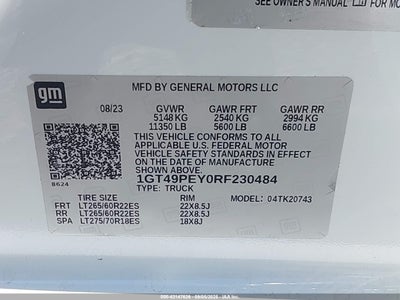 SEE OWNER'S MANUAL
FOR MO
gm
MFD BY GENERAL MOTORS LLC
08/23 GVWR GAWR FRT GAWR RR
5148 KG 2540 KG 2994 KG
11350 LB 5600 LB 6600 LB
THIS VEHICLE CONFORMS TO ALL
APPLICABLE U.S. FEDERAL MOTOR
VEHICLE SAFETY STANDARDS IN EFFECT
ON THE DATE OF MANUFACTURE
SHOWN ABOVE.
1GT49PEY0RF230484
TYPE: TRUCK
B624
TIRE SIZE RIM MODEL: 04TK20743
FRT LT265/60R22ES 22X8.5J
RR LT265/60R22ES 22X8.5J
SPA LT275/70R18ES 18X8J